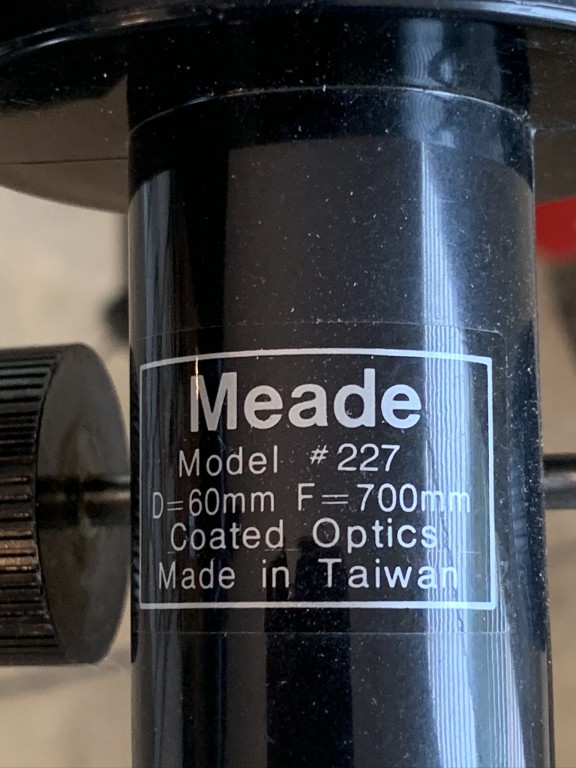 Meade
Model #227
D=60mm F=700mm
Coated Optics
Made in Taiwan